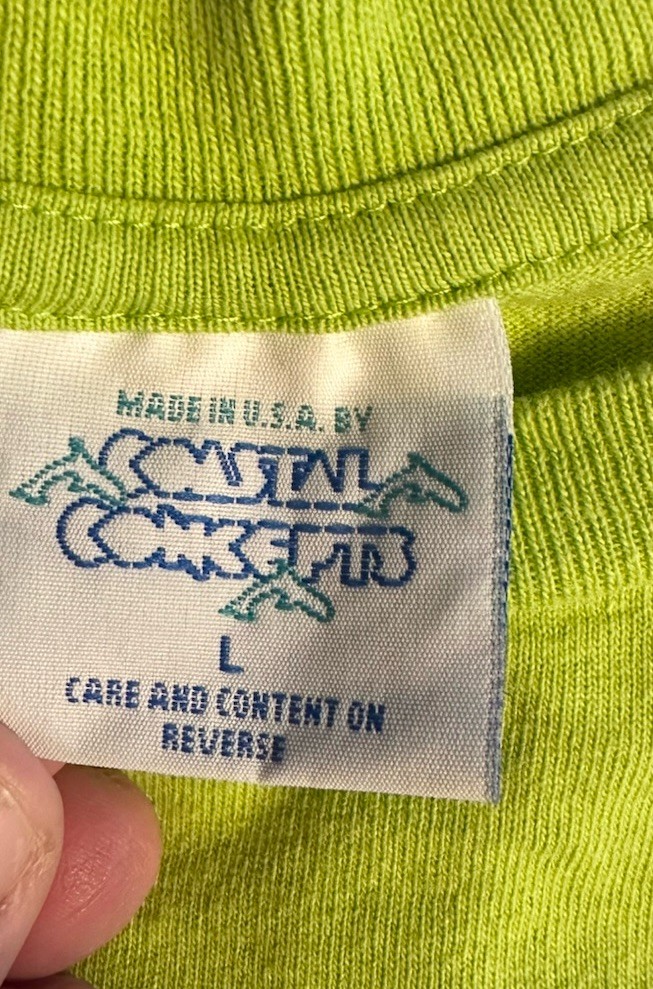 MADE IN U.S.A. BY
COASTAL
CONCEPTS
L
CARE AND CONTENT ON
REVERSE